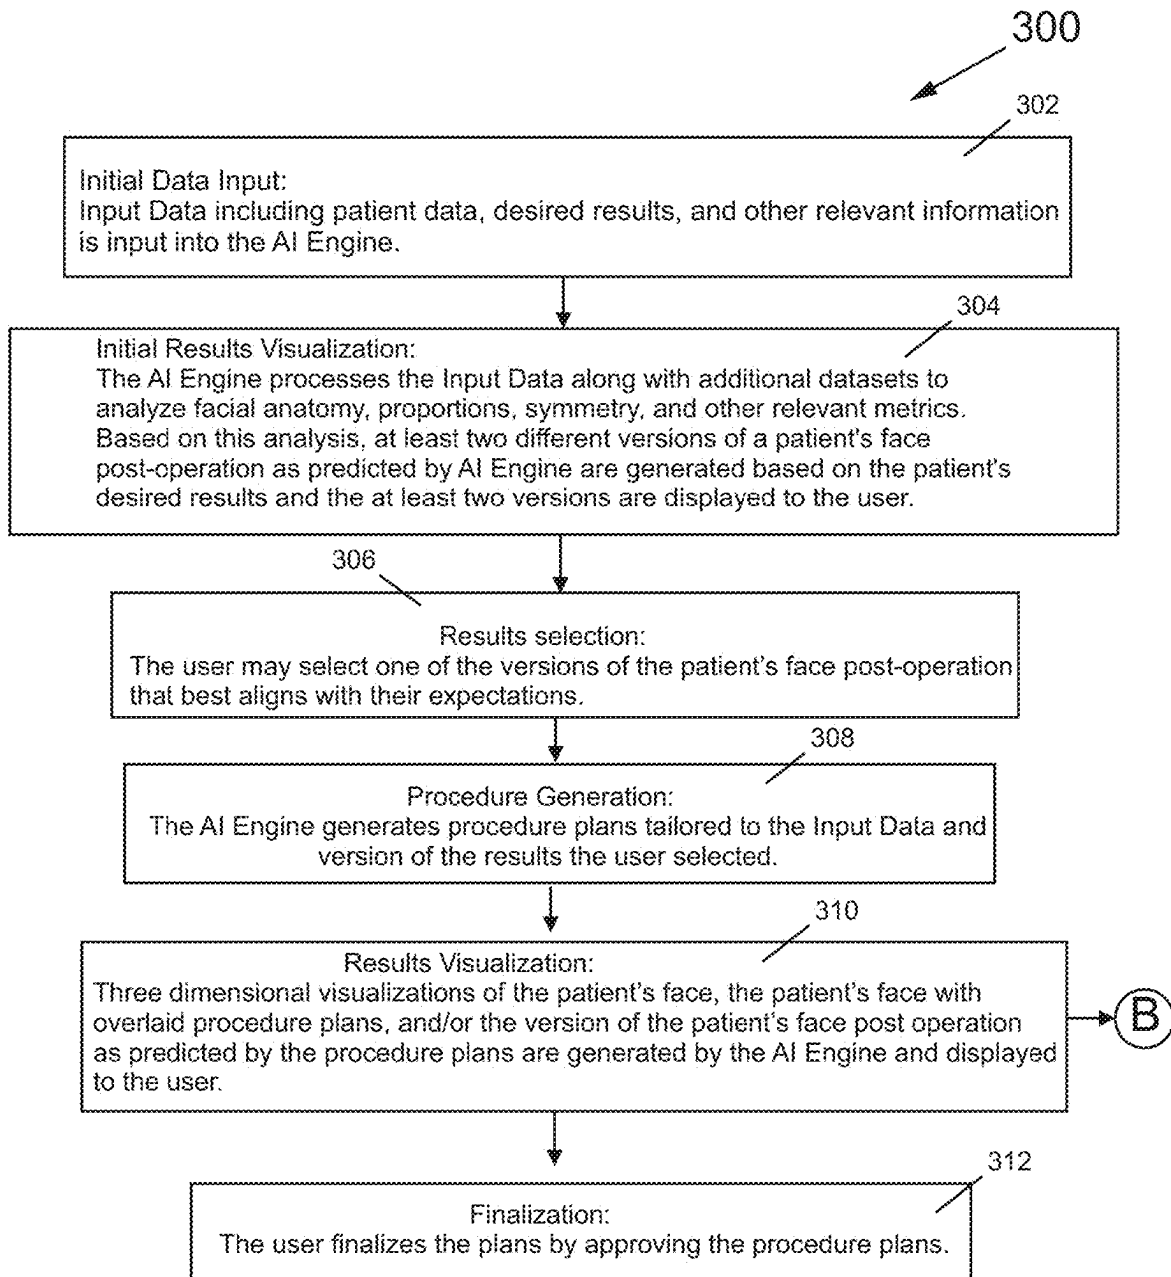 300
302
Initial Data Input:
Input Data including patient data, desired results, and other relevant information
is input into the AI Engine.
304
Initial Results Visualization:
The AI Engine processes the Input Data along with additional datasets to
analyze facial anatomy, proportions, symmetry, and other relevant metrics.
Based on this analysis, at least two different versions of a patient's face
post-operation as predicted by AI Engine are generated based on the patient's
desired results and the at least two versions are displayed to the user.
306
Results selection:
The user may select one of the versions of the patient's face post-operation
that best aligns with their expectations.
308
Procedure Generation:
The AI Engine generates procedure plans tailored to the Input Data and
version of the results the user selected.
310
Results Visualization:
Three dimensional visualizations of the patient's face, the patient's face with
overlaid procedure plans, and/or the version of the patient's face post operation
as predicted by the procedure plans are generated by the AI Engine and displayed
to the user.
B
312
Finalization:
The user finalizes the plans by approving the procedure plans.